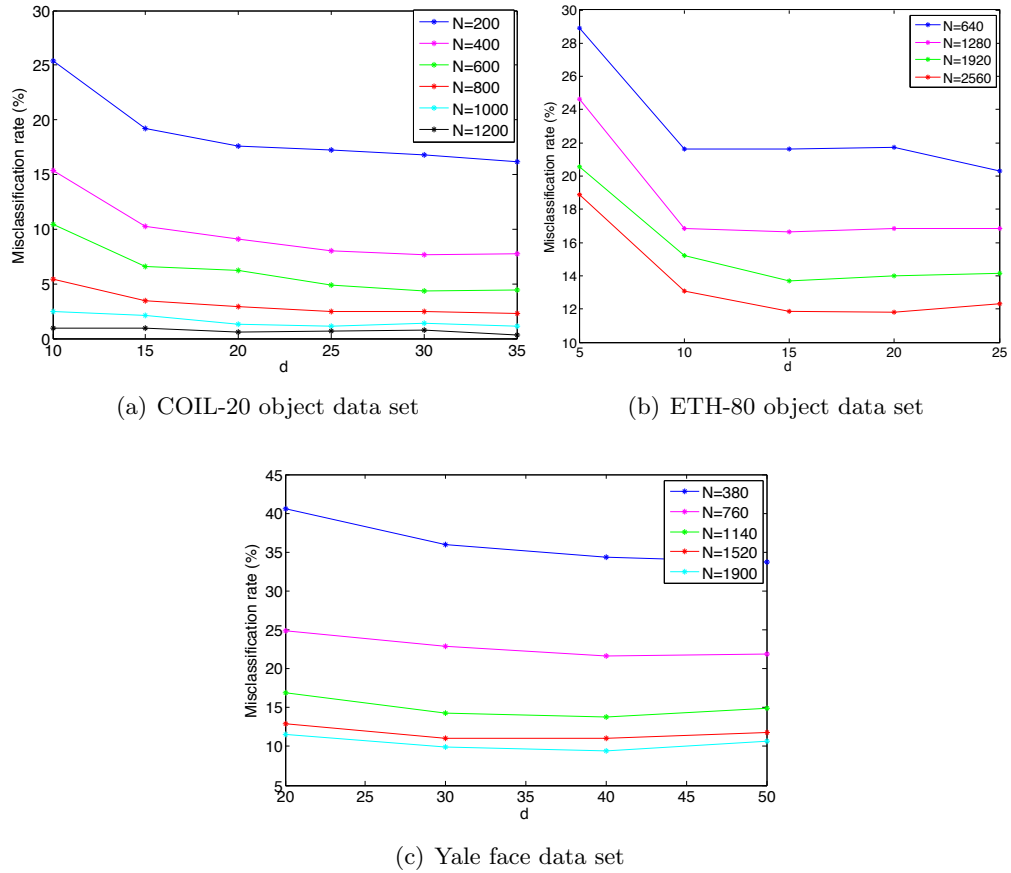 30
25
20
15
10
5
0
10
15
20
25
30
35
Misclassification rate (%)
d
N=200
N=400
N=600
N=800
N=1000
N=1200
(a) COIL-20 object data set
30
28
26
24
22
20
18
16
14
12
10
5
10
15
20
25
Misclassification rate (%)
d
N=640
N=1280
N=1920
N=2560
(b) ETH-80 object data set
45
40
35
30
25
20
15
10
5
20
25
30
35
40
45
50
Misclassification rate (%)
d
N=380
N=760
N=1140
N=1520
N=1900
(c) Yale face data set